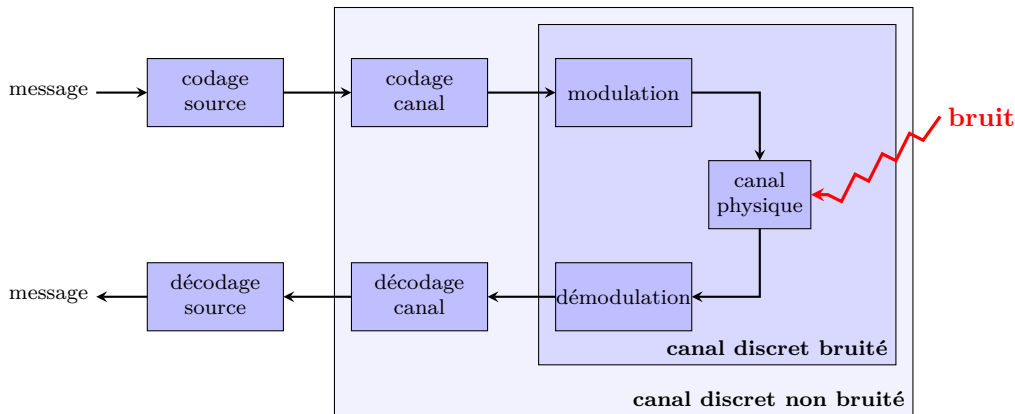 message
codage
source
codage
canal
modulation
bruit
canal
physique
message
décodage
source
décodage
canal
démodulation
canal discret bruité
canal discret non bruité